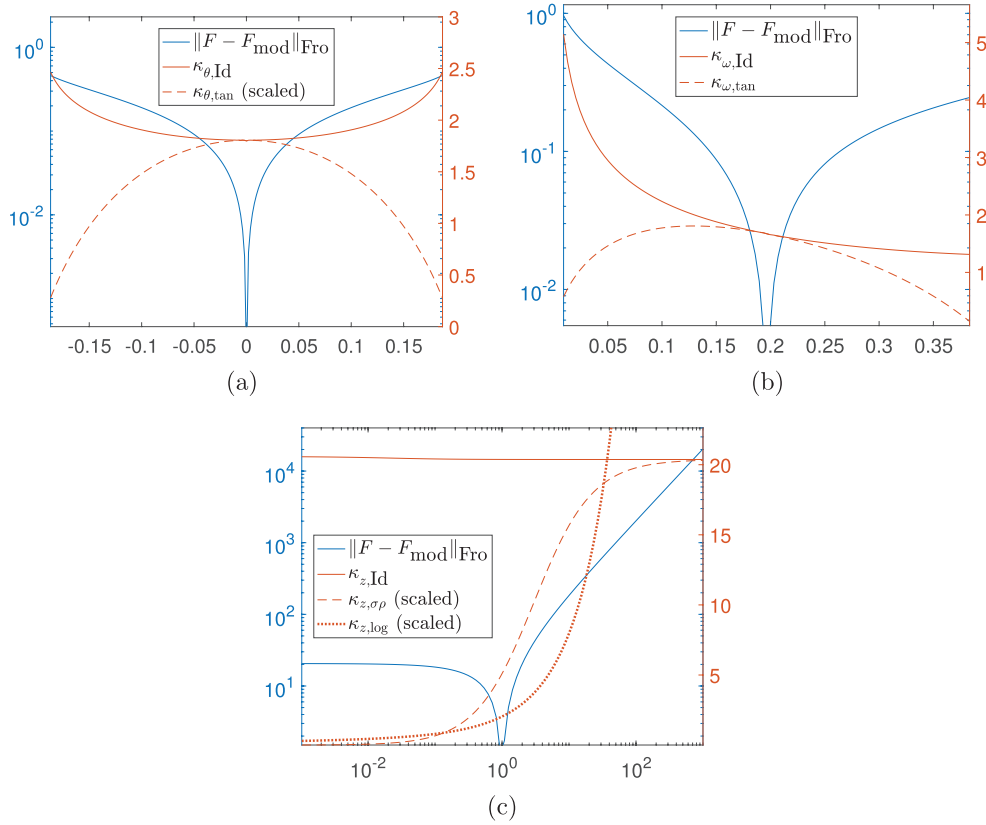 ‖F − F_mod‖_Fro
κ_θ,Id
κ_θ,tan (scaled)
10^0
10^-2
3
2.5
2
1.5
1
0.5
0
-0.15 -0.1 -0.05 0 0.05 0.1 0.15
(a)
‖F − F_mod‖_Fro
κ_ω,Id
κ_ω,tan
10^0
10^-1
10^-2
5
4
3
2
1
0.05 0.1 0.15 0.2 0.25 0.3 0.35
(b)
‖F − F_mod‖_Fro
κ_z,Id
κ_z,σρ (scaled)
κ_z,log (scaled)
10^4
10^3
10^2
10^1
20
15
10
5
10^-2 10^0 10^2
(c)